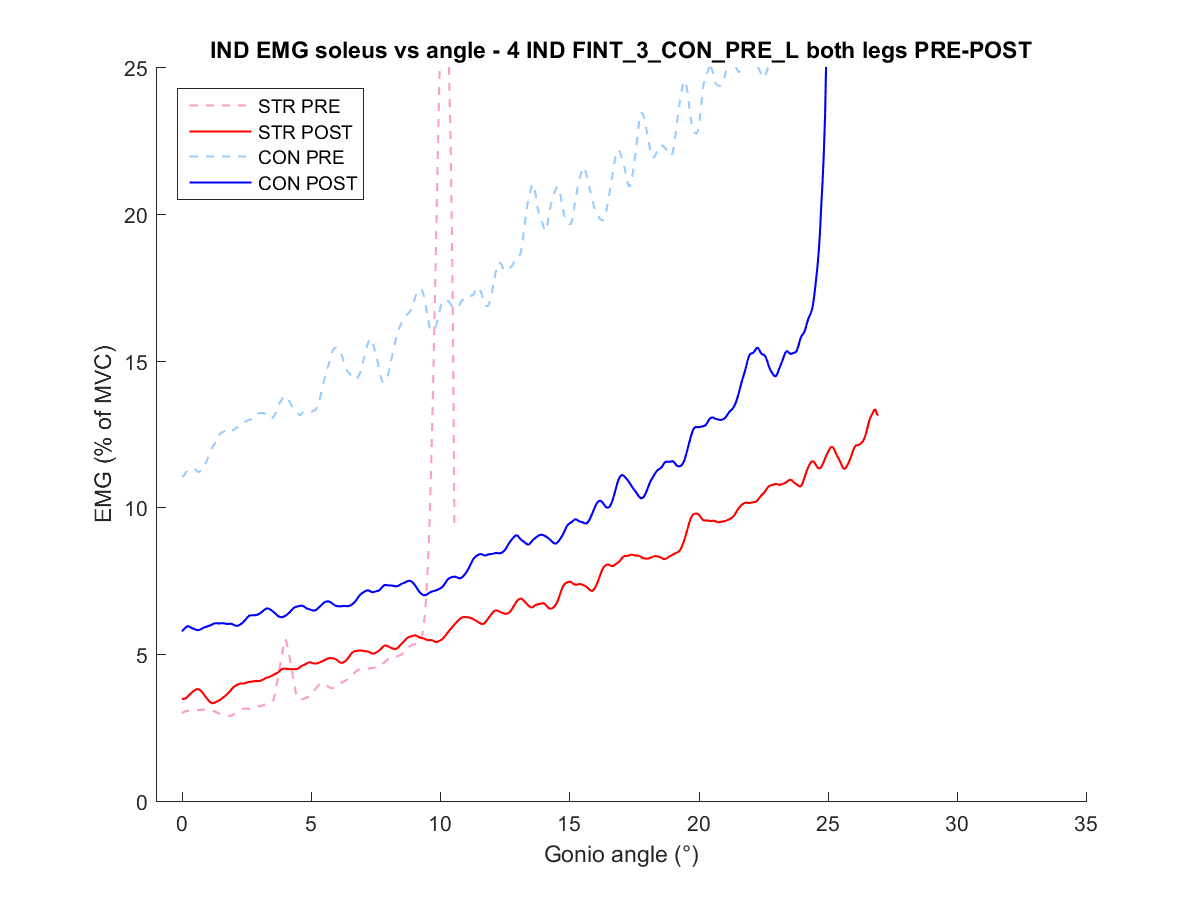 IND EMG soleus vs angle - 4 IND FINT_3_CON_PRE_L both legs PRE-POST
25
20
15
10
5
0
EMG (% of MVC)
STR PRE
STR POST
CON PRE
CON POST
0 5 10 15 20 25 30 35
Gonio angle (°)